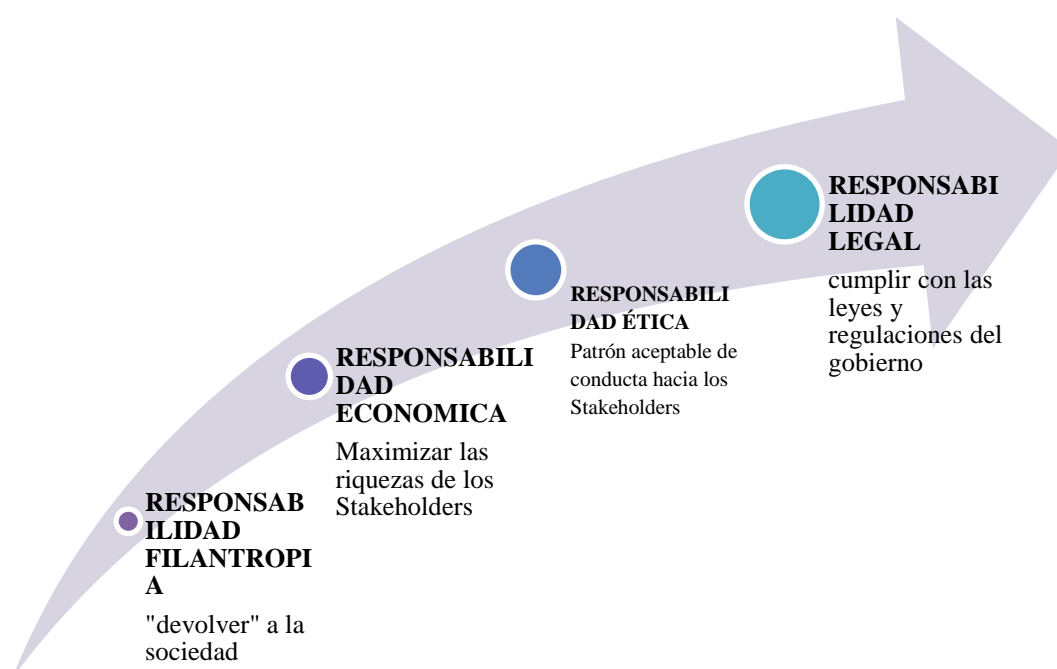 RESPONSAB
ILIDAD
FILANTROPI
A
"devolver" a la
sociedad
RESPONSABILI
DAD
ECONOMICA
Maximizar las
riquezas de los
Stakeholders
RESPONSABILI
DAD ÉTICA
Patrón aceptable de
conducta hacia los
Stakeholders
RESPONSABI
LIDAD
LEGAL
cumplir con las
leyes y
regulaciones del
gobierno